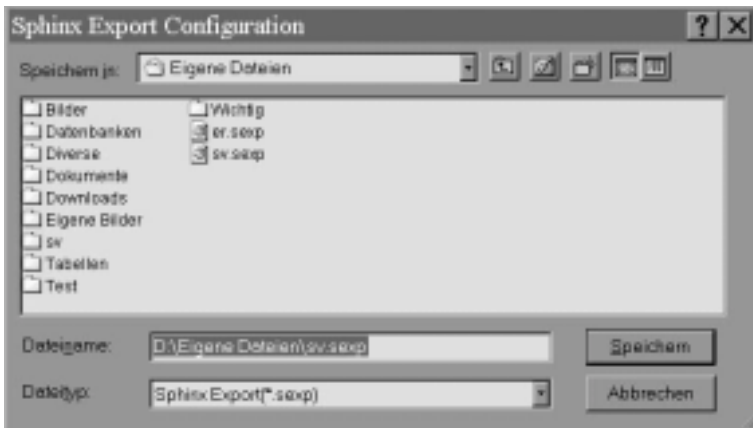 Sphinx Export Configuration
Speichern in: Eigene Dateien
Bilder
Datenbanken
Diverse
Dokumente
Downloads
Eigene Bilder
sv
Tabellen
Test
Wichtig
er.sexp
sv.sexp
Dateiname: D:\Eigene Dateien\sv.sexp Speichern
Dateityp: Sphinx Export(*.sexp) Abbrechen